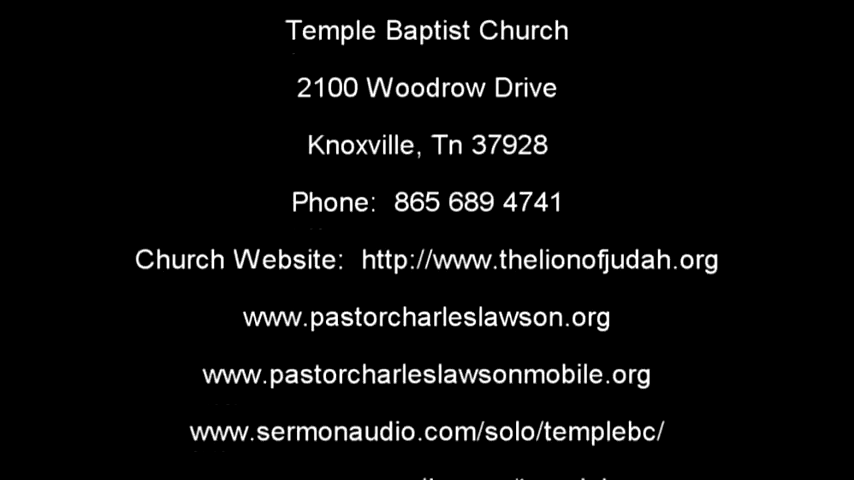 Temple Baptist Church
2100 Woodrow Drive
Knoxville, Tn 37928
Phone: 865 689 4741
Church Website: http://www.thelionofjudah.org
www.pastorcharleslawson.org
www.pastorcharleslawsonmobile.org
www.sermonaudio.com/solo/templebc/